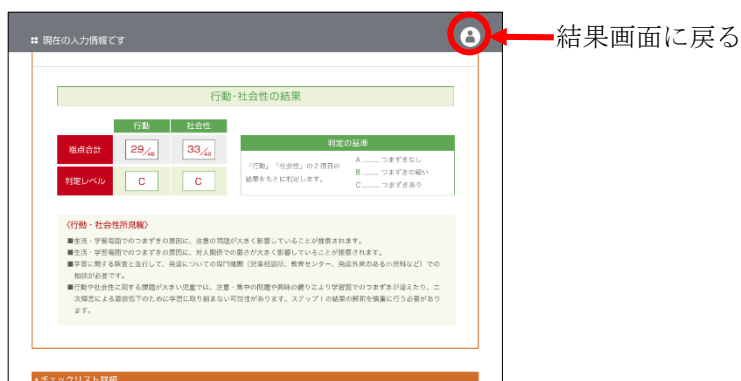 現在の入力情報です
結果画面に戻る
行動・社会性の結果
行動 社会性
粗点合計 29/48 33/48
判定レベル C C
判定の基準
「行動」「社会性」の2項目の
結果をもとに判定します。
A ……… つまずきなし
B ……… つまずきの疑い
C ……… つまずきあり
〈行動・社会性所見欄〉
■生活・学習場面でのつまずきの原因に、注意の問題が大きく影響していることが推察されます。
■生活・学習場面でのつまずきの原因に、対人関係での弱さが大きく影響していることが推察されます。
■学習に関する調査と並行して、発達についての専門機関（児童相談所、教育センター、発達外来のある小児科など）での
相談が必要です。
■行動や社会性に関する課題が大きい児童では、注意・集中の問題や興味の偏りにより学習面でのつまずきが増えたり、二
次障害による意欲低下のために学習に取り組まない可能性があります。ステップⅠの結果の解釈を慎重に行う必要があり
ます。
・チェックリスト詳細